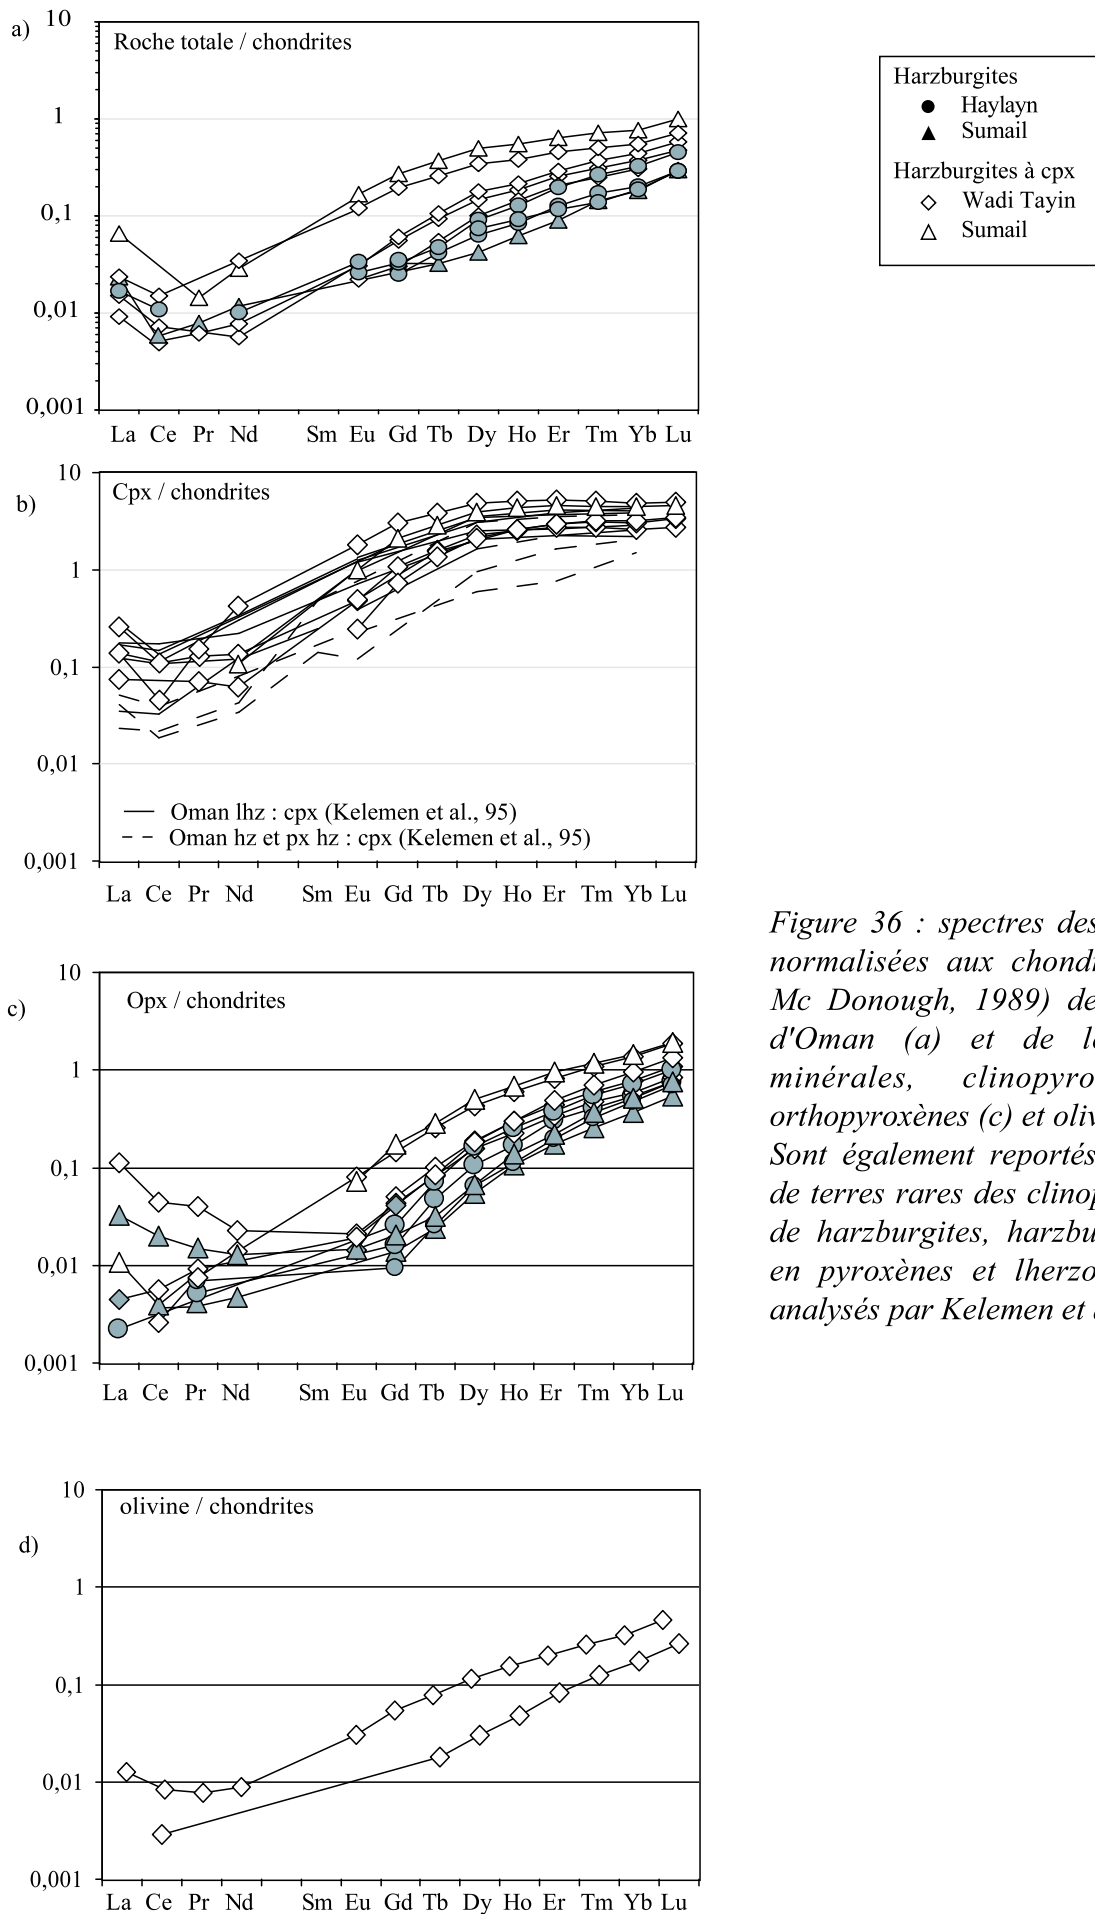 a)
10
Roche totale / chondrites
1
0,1
0,01
0,001
La Ce Pr Nd Sm Eu Gd Tb Dy Ho Er Tm Yb Lu
Harzburgites
Haylayn
Sumail
Harzburgites à cpx
Wadi Tayin
Sumail
b)
10
Cpx / chondrites
1
0,1
0,01
0,001
Oman lhz : cpx (Kelemen et al., 95)
Oman hz et px hz : cpx (Kelemen et al., 95)
La Ce Pr Nd Sm Eu Gd Tb Dy Ho Er Tm Yb Lu
c)
10
Opx / chondrites
1
0,1
0,01
0,001
La Ce Pr Nd Sm Eu Gd Tb Dy Ho Er Tm Yb Lu
d)
10
olivine / chondrites
1
0,1
0,01
0,001
La Ce Pr Nd Sm Eu Gd Tb Dy Ho Er Tm Yb Lu
Figure 36 : spectres des
normalisées aux chond
Mc Donough, 1989) de
d'Oman (a) et de l
minérales, clinopyro
orthopyroxènes (c) et oliv
Sont également reportés
de terres rares des clinop
de harzburgites, harzbu
en pyroxènes et lherzo
analysés par Kelemen et